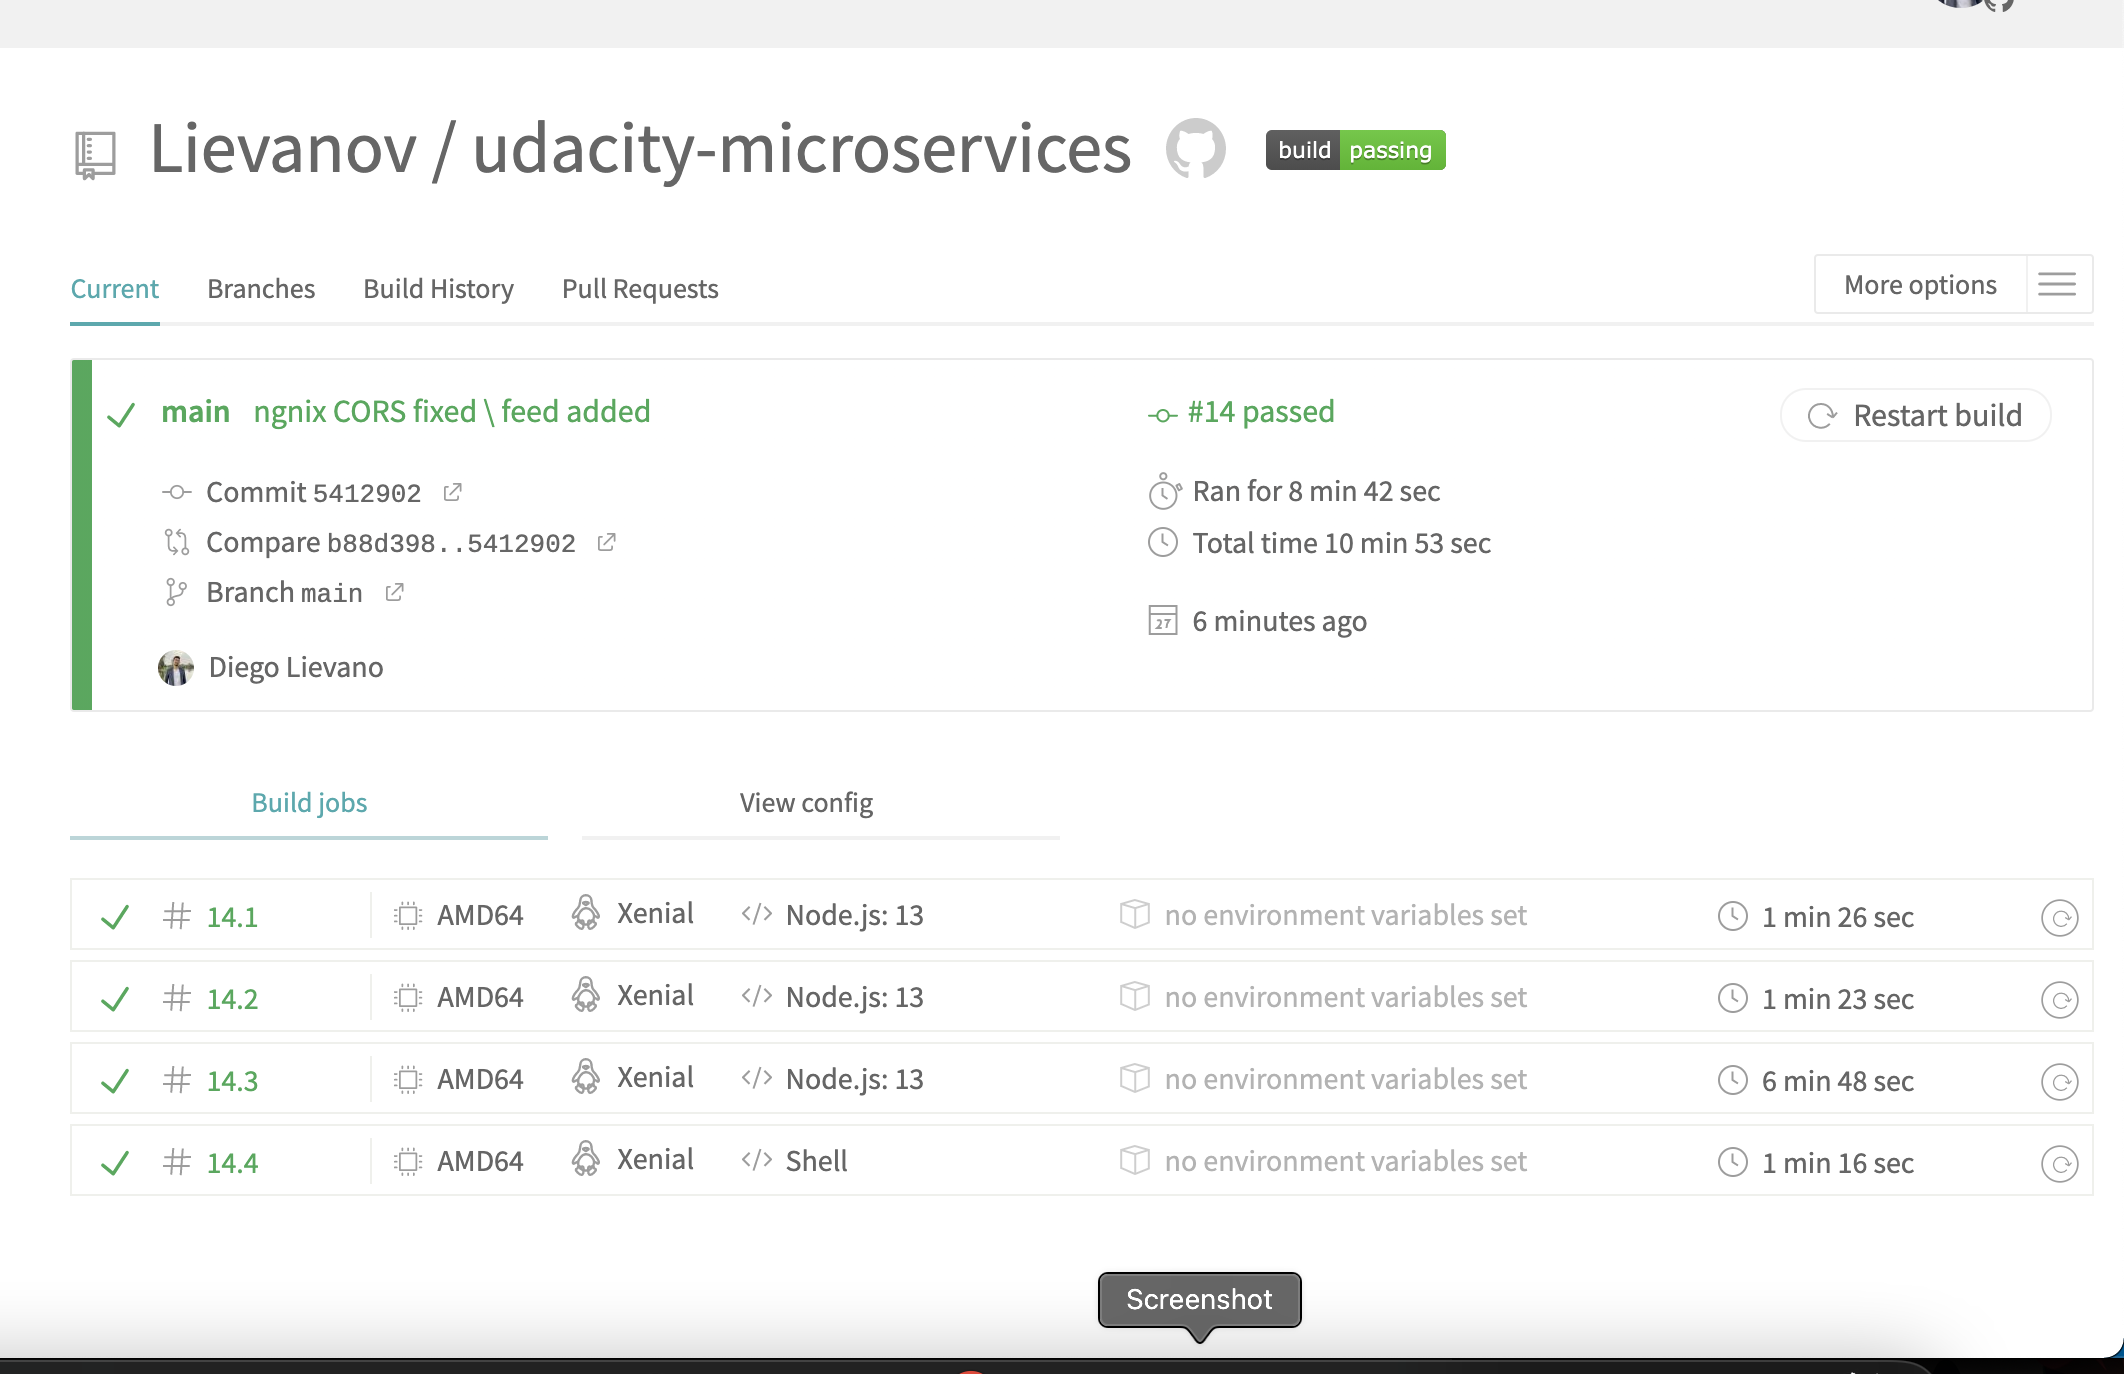 Lievanov / udacity-microservices build passing
Current Branches Build History Pull Requests More options
main ngnix CORS fixed \ feed added #14 passed Restart build
Commit 5412902 Ran for 8 min 42 sec
Compare b88d398..5412902 Total time 10 min 53 sec
Branch main
27 6 minutes ago
Diego Lievano
Build jobs View config
# 14.1 AMD64 Xenial </> Node.js: 13 no environment variables set 1 min 26 sec
# 14.2 AMD64 Xenial </> Node.js: 13 no environment variables set 1 min 23 sec
# 14.3 AMD64 Xenial </> Node.js: 13 no environment variables set 6 min 48 sec
# 14.4 AMD64 Xenial </> Shell no environment variables set 1 min 16 sec
Screenshot